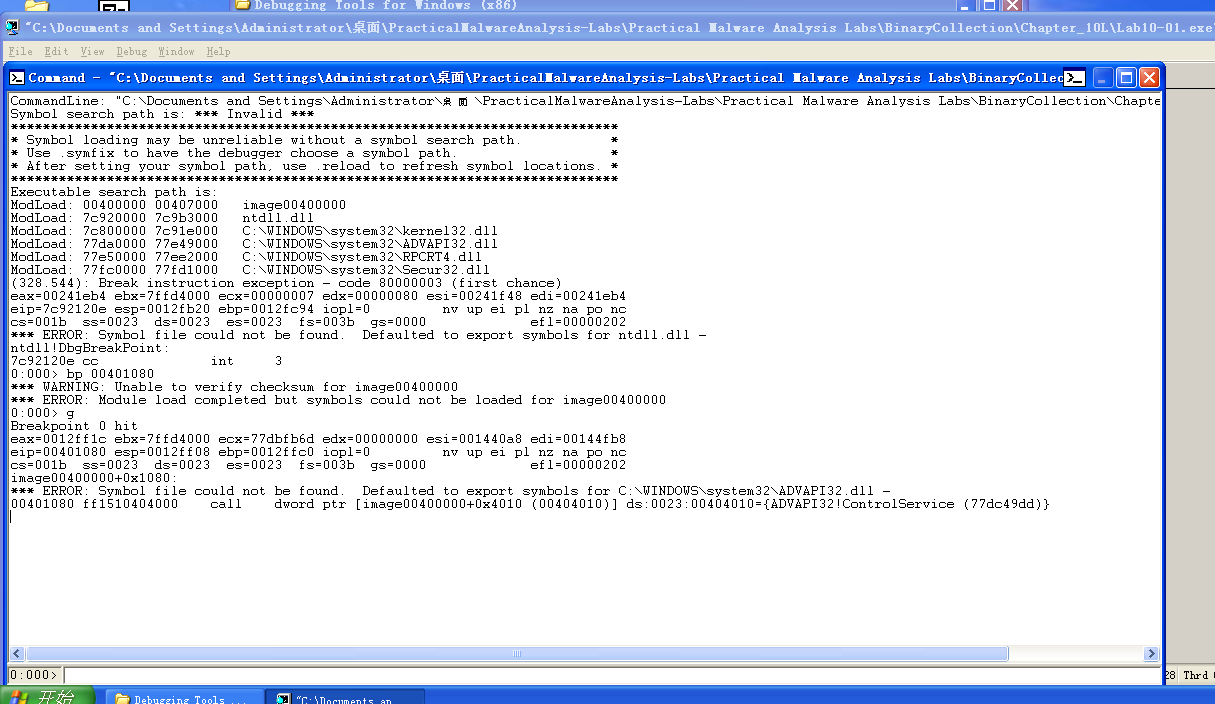 Debugging Tools for Windows (x86)
"C:\Documents and Settings\Administrator\桌面\PracticalMalwareAnalysis-Labs\Practical Malware Analysis Labs\BinaryCollection\Chapter_10L\Lab10-01.exe"
File Edit View Debug Window Help
Command - "C:\Documents and Settings\Administrator\桌面\PracticalMalwareAnalysis-Labs\Practical Malware Analysis Labs\BinaryCollec
CommandLine: "C:\Documents and Settings\Administrator\桌面\PracticalMalwareAnalysis-Labs\Practical Malware Analysis Labs\BinaryCollection\Chapte
Symbol search path is: *** Invalid ***
****************************************************************************
* Symbol loading may be unreliable without a symbol search path.           *
* Use .symfix to have the debugger choose a symbol path.                   *
* After setting your symbol path, use .reload to refresh symbol locations. *
****************************************************************************
Executable search path is:
ModLoad: 00400000 00407000   image00400000
ModLoad: 7c920000 7c9b3000   ntdll.dll
ModLoad: 7c800000 7c91e000   C:\WINDOWS\system32\kernel32.dll
ModLoad: 77da0000 77e49000   C:\WINDOWS\system32\ADVAPI32.dll
ModLoad: 77e50000 77ee2000   C:\WINDOWS\system32\RPCRT4.dll
ModLoad: 77fc0000 77fd1000   C:\WINDOWS\system32\Secur32.dll
(328.544): Break instruction exception - code 80000003 (first chance)
eax=00241eb4 ebx=7ffd4000 ecx=00000007 edx=00000080 esi=00241f48 edi=00241eb4
eip=7c92120e esp=0012fb20 ebp=0012fc94 iopl=0         nv up ei pl nz na po nc
cs=001b  ss=0023  ds=0023  es=0023  fs=003b  gs=0000             efl=00000202
*** ERROR: Symbol file could not be found.  Defaulted to export symbols for ntdll.dll -
ntdll!DbgBreakPoint:
7c92120e cc              int     3
0:000> bp 00401080
*** WARNING: Unable to verify checksum for image00400000
*** ERROR: Module load completed but symbols could not be loaded for image00400000
0:000> g
Breakpoint 0 hit
eax=0012ff1c ebx=7ffd4000 ecx=77dbfb6d edx=00000000 esi=001440a8 edi=00144fb8
eip=00401080 esp=0012ff08 ebp=0012ffc0 iopl=0         nv up ei pl nz na po nc
cs=001b  ss=0023  ds=0023  es=0023  fs=003b  gs=0000             efl=00000202
image00400000+0x1080:
*** ERROR: Symbol file could not be found.  Defaulted to export symbols for C:\WINDOWS\system32\ADVAPI32.dll -
00401080 ff1510404000    call    dword ptr [image00400000+0x4010 (00404010)] ds:0023:00404010={ADVAPI32!ControlService (77dc49dd)}
0:000>
28 Thrd
开始 Debugging Tools ... "C:\Documents an